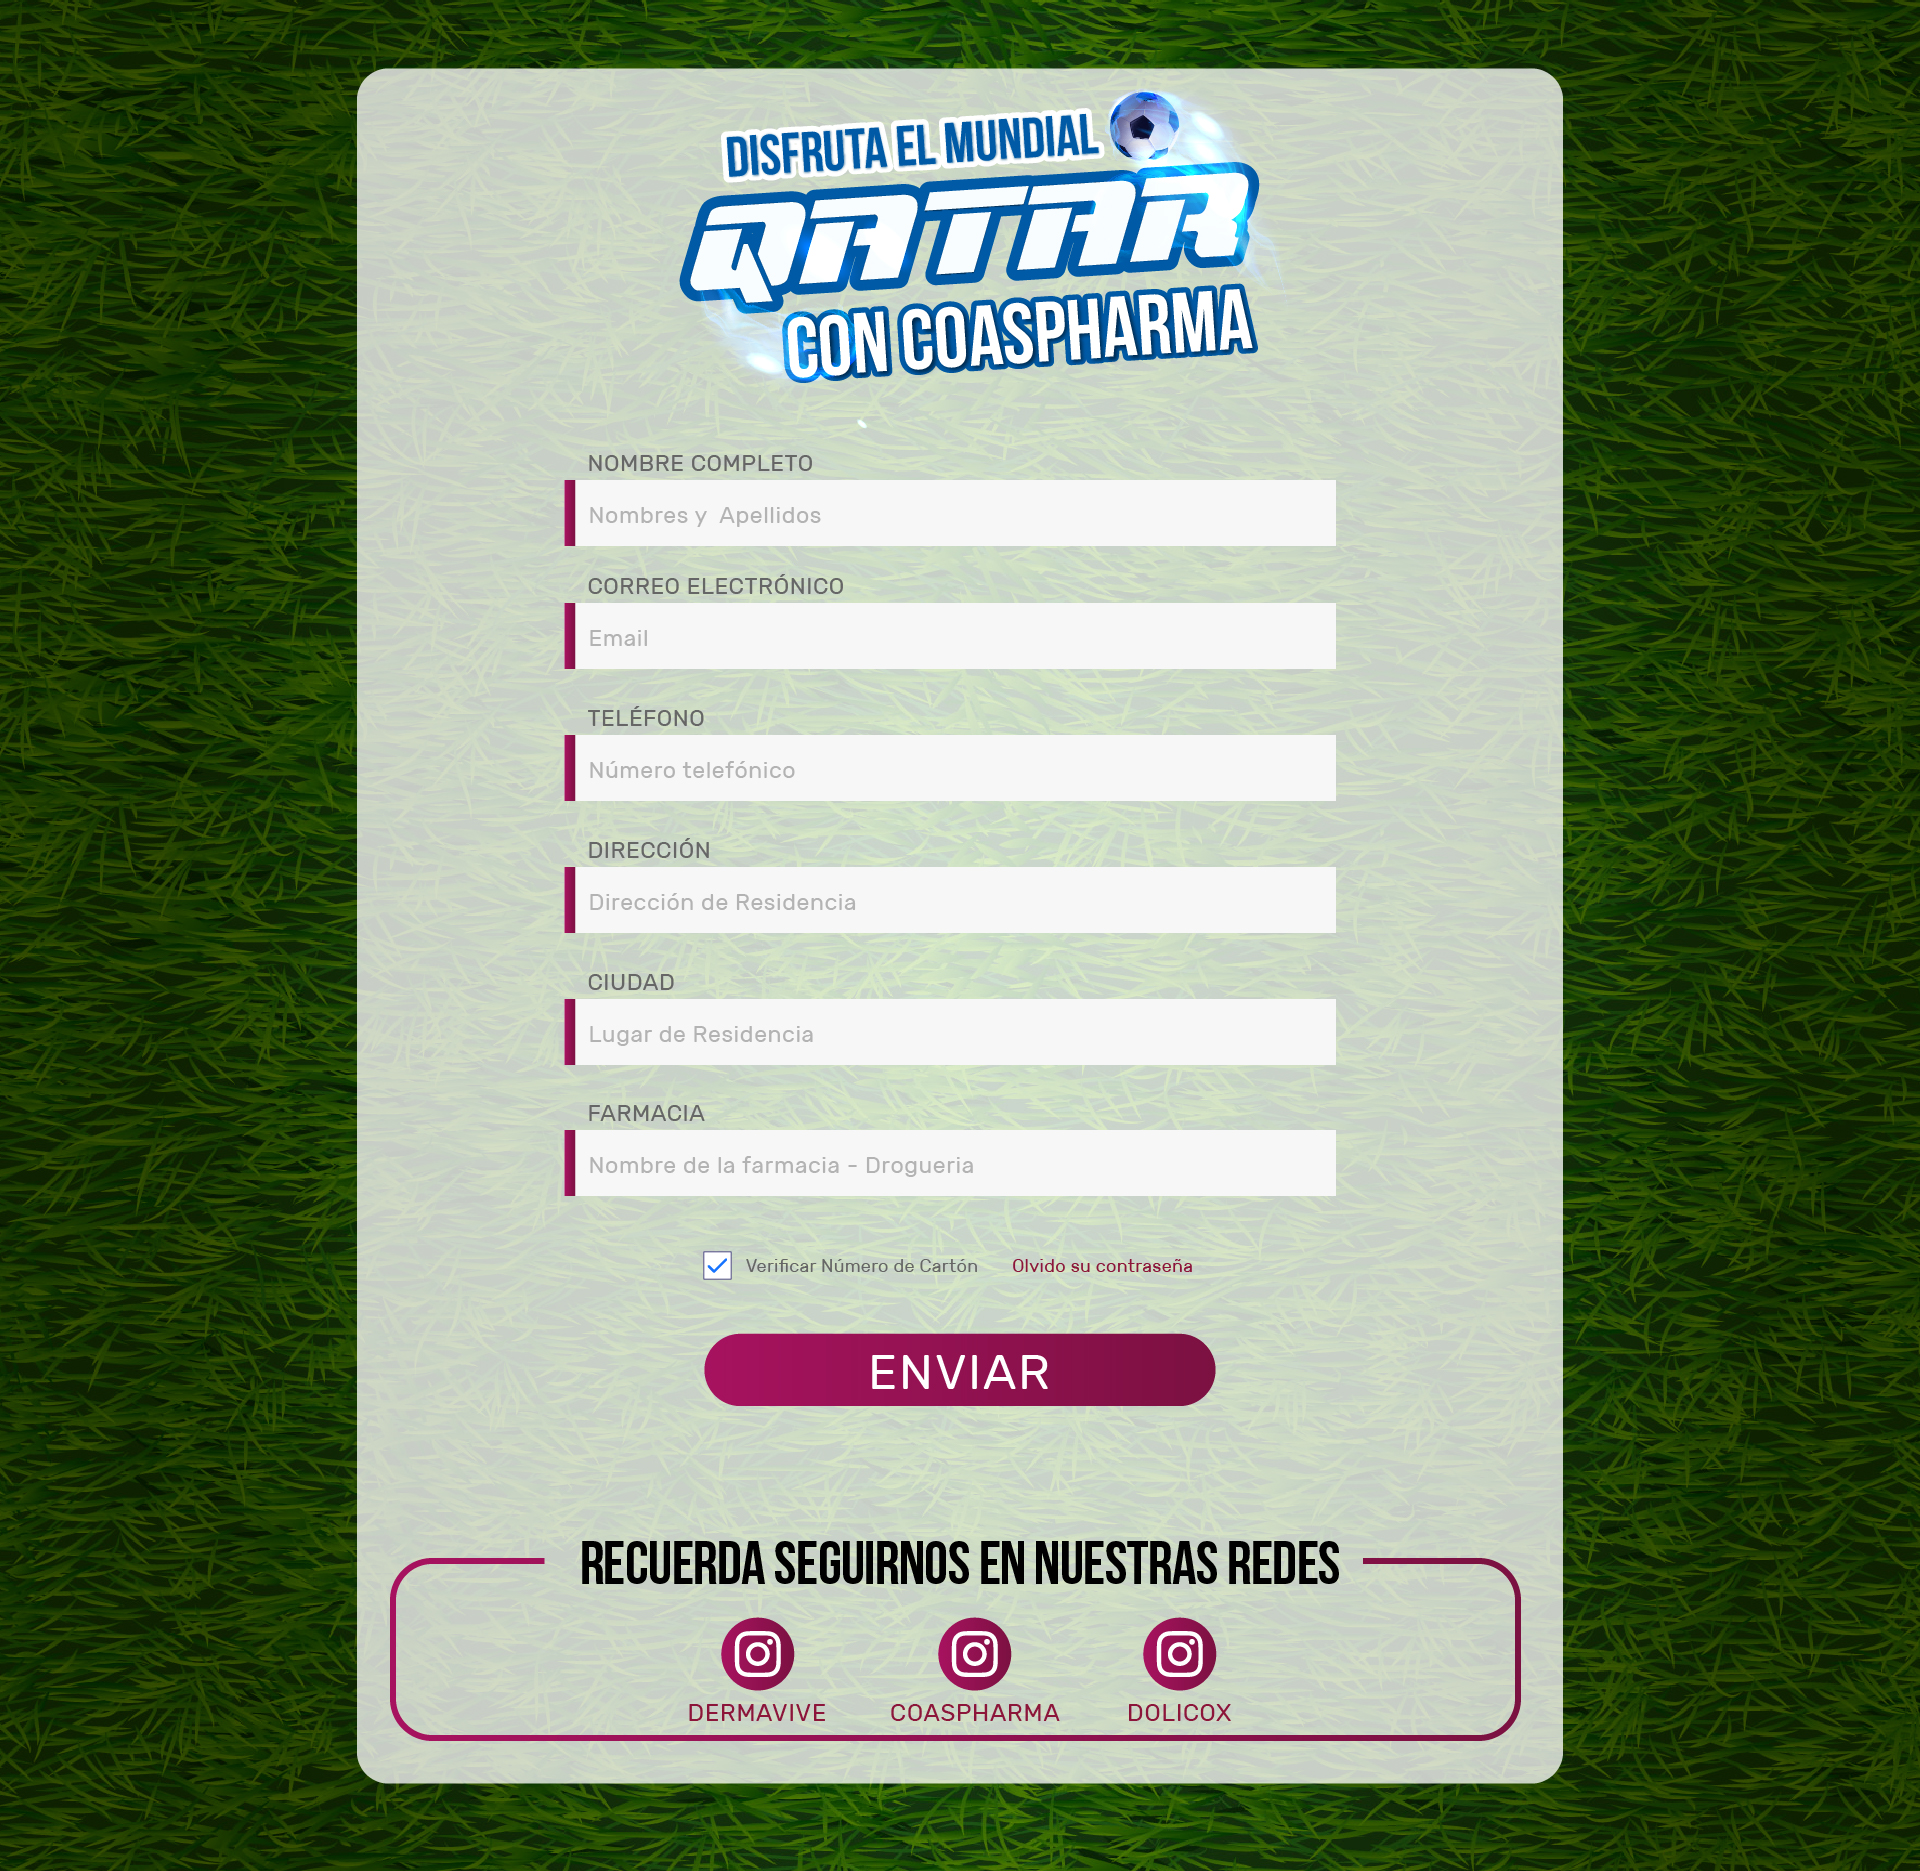 DISFRUTA EL MUNDIAL
QATAR
CON COASPHARMA
NOMBRE COMPLETO
Nombres y  Apellidos
CORREO ELECTRÓNICO
Email
TELÉFONO
Número telefónico
DIRECCIÓN
Dirección de Residencia
CIUDAD
Lugar de Residencia
FARMACIA
Nombre de la farmacia - Drogueria
Verificar Número de Cartón Olvido su contraseña
ENVIAR
RECUERDA SEGUIRNOS EN NUESTRAS REDES
DERMAVIVE COASPHARMA DOLICOX